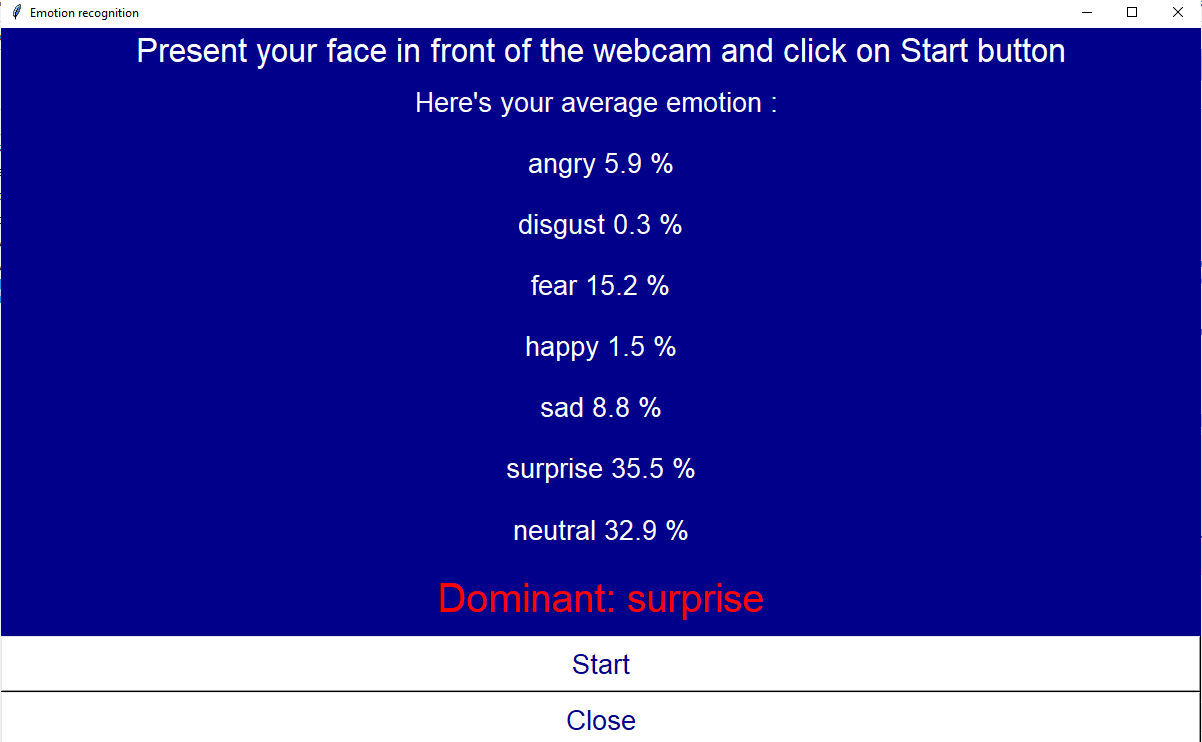 Emotion recognition
Present your face in front of the webcam and click on Start button
Here's your average emotion :
angry 5.9 %
disgust 0.3 %
fear 15.2 %
happy 1.5 %
sad 8.8 %
surprise 35.5 %
neutral 32.9 %
Dominant: surprise
Start
Close